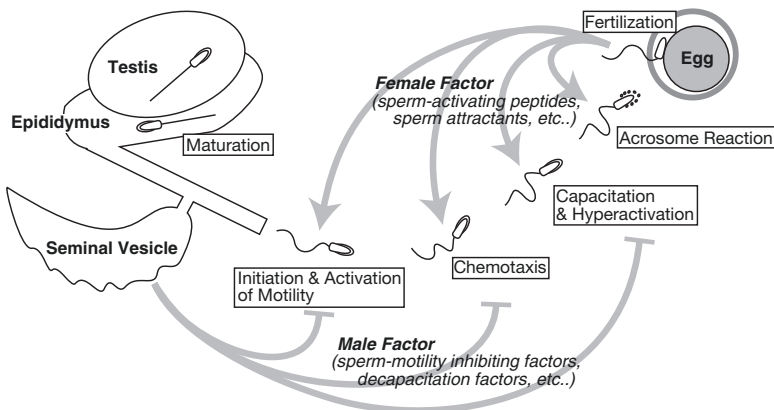 Fertilization
Egg
Testis
Female Factor
(sperm-activating peptides,
sperm attractants, etc..)
Epididymus
Maturation
Acrosome Reaction
Capacitation
& Hyperactivation
Seminal Vesicle
Initiation & Activation
of Motility
Chemotaxis
Male Factor
(sperm-motility inhibiting factors,
decapacitation factors, etc..)